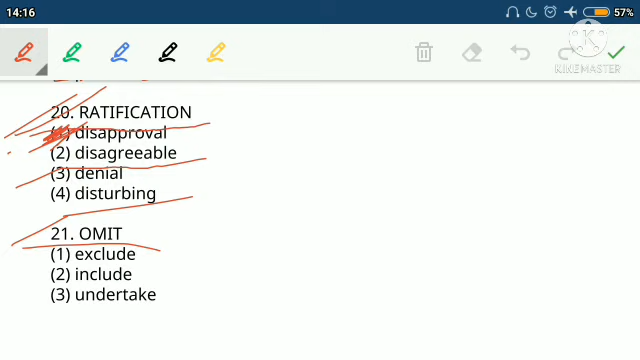 14:16
57%
KINEMASTER
20. RATIFICATION
(1) disapproval
(2) disagreeable
(3) denial
(4) disturbing
21. OMIT
(1) exclude
(2) include
(3) undertake